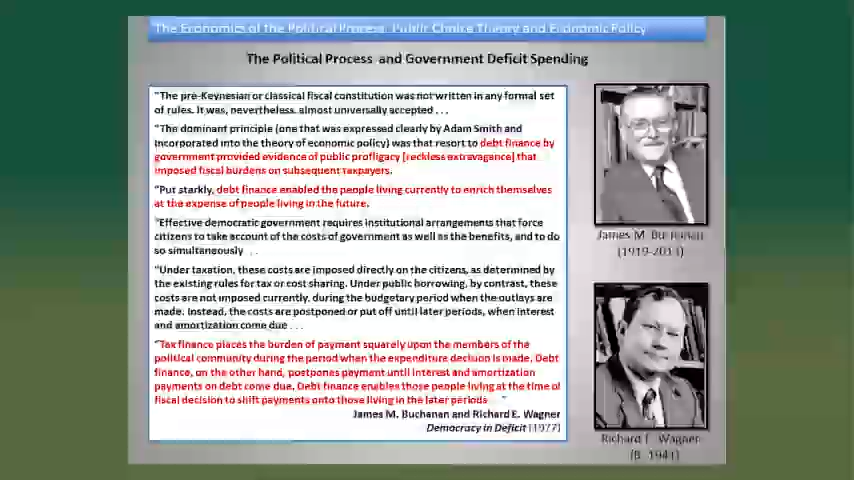 The Economics of the Political Process: Public Choice Theory and Economic Policy
The Political Process and Government Deficit Spending
"The pre-Keynesian or classical fiscal constitution was not written in any formal set
of rules. It was, nevertheless, almost universally accepted . . .
"The dominant principle (one that was expressed clearly by Adam Smith and
incorporated into the theory of economic policy) was that resort to debt finance by
government provided evidence of public profligacy [reckless extravagance] that
imposed fiscal burdens on subsequent taxpayers.
"Put starkly, debt finance enabled the people living currently to enrich themselves
at the expense of people living in the future.
"Effective democratic government requires institutional arrangements that force
citizens to take account of the costs of government as well as the benefits, and to do
so simultaneously . . .
"Under taxation, these costs are imposed directly on the citizens, as determined by
the existing rules for tax or cost sharing. Under public borrowing, by contrast, these
costs are not imposed currently, during the budgetary period when the outlays are
made. Instead, the costs are postponed or put off until later periods, when interest
and amortization come due . . .
"Tax finance places the burden of payment squarely upon the members of the
political community during the period when the expenditure decision is made. Debt
finance, on the other hand, postpones payment until interest and amortization
payments on debt come due. Debt finance enables those people living at the time of
fiscal decision to shift payments onto those living in the later periods . . ."
James M. Buchanan and Richard E. Wagner
Democracy in Deficit (1977)
James M. Buchanan
(1919-2013)
Richard E. Wagner
(B. 1941)